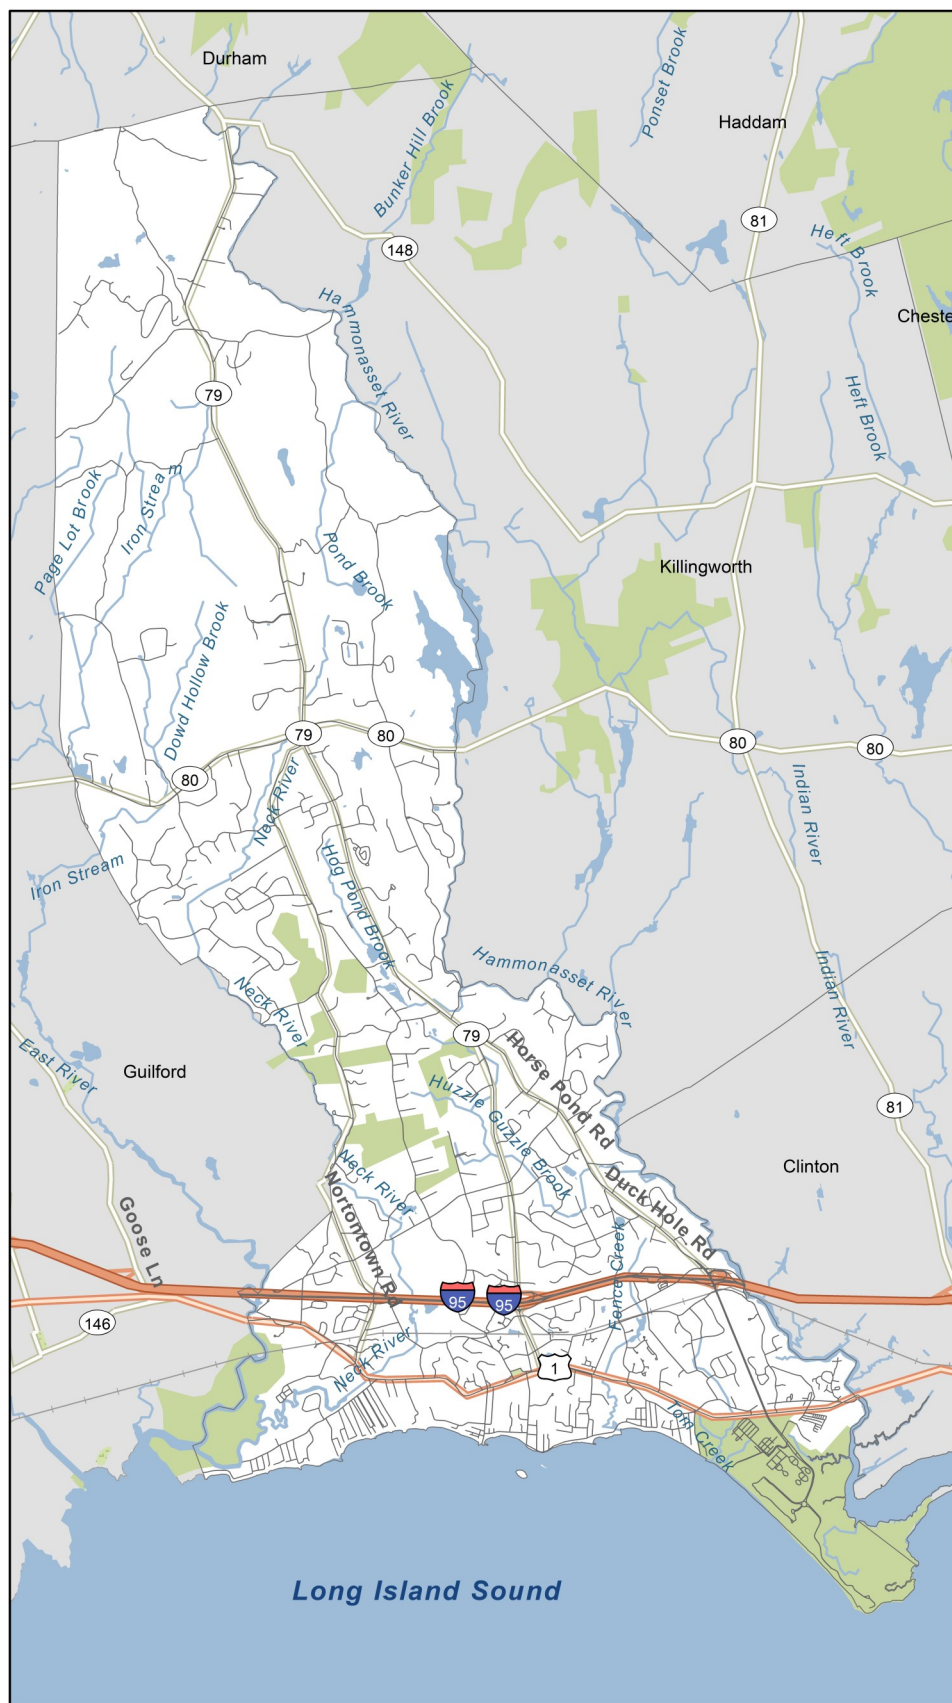 Durham
Ponset Brook
Haddam
Bunker Hill Brook
81
148
Heft Brook
Hammonasset River
Cheste
79
Heft Brook
Page Lot Brook
Iron Stream
Pond Brook
Killingworth
Dowd Hollow Brook
79
80
80
80
80
Neck River
Indian River
Iron Stream
Hog Pond Brook
Hammonasset River
Indian River
Neck River
79
Horse Pond Rd
East River
Guilford
Huzzle Guzzle Brook
81
Neck River
Clinton
Duck Hole Rd
Nortontown Rd
Goose Ln
Fence Creek
95
95
146
Neck River
1
Tom Creek
Long Island Sound